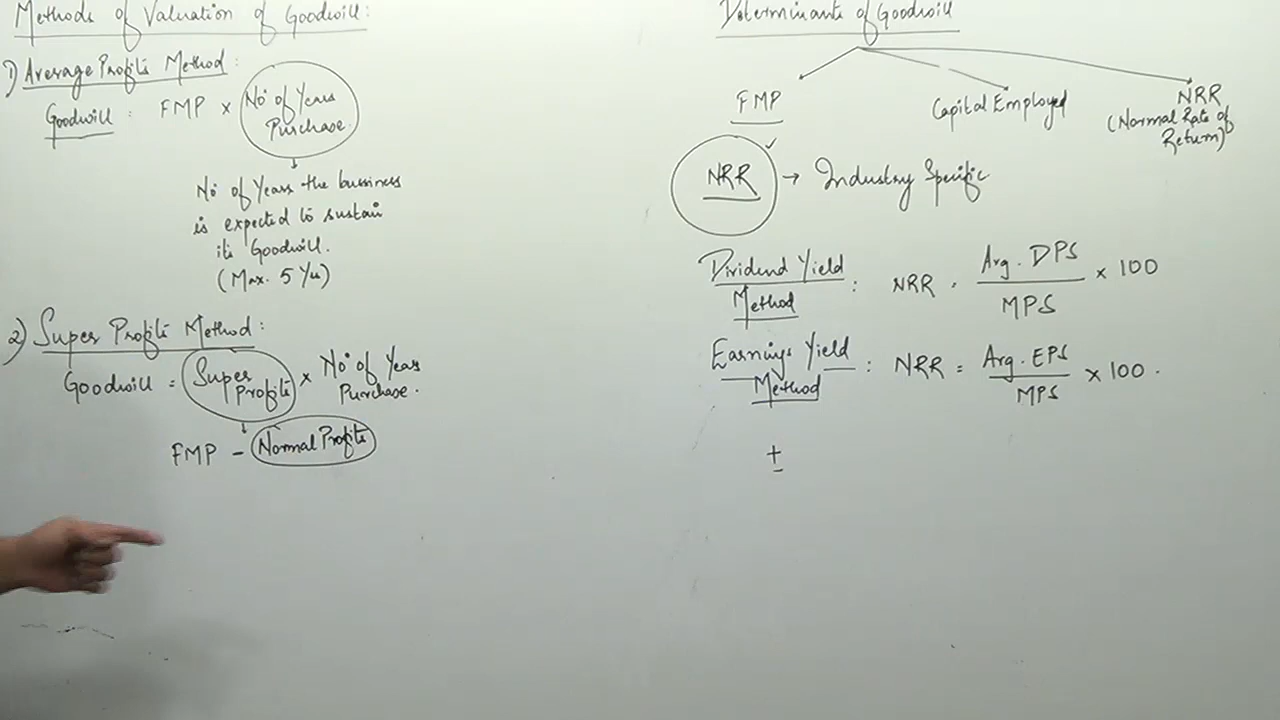 Methods of Valuation of Goodwill:
1) Average Profits Method:
Goodwill: FMP × No of Years
Purchase.
No of Years the bussiness
is expected to sustain
its Goodwill.
(Max. 5 Yrs)
2) Super Profits Method:
Goodwill = Super Profits × No of Years
Purchase.
FMP - Normal Profits
Determinants of Goodwill
FMP Capital Employed NRR
(Normal Rate of
Return)
NRR → Industry Specific
Dividend Yield
Method : NRR = Avg. DPS / MPS × 100
Earnings Yield
Method : NRR = Avg. EPS / MPS × 100.
+